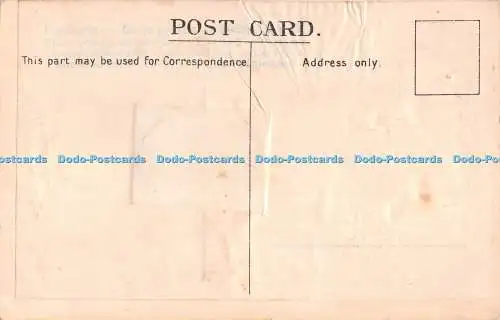 POST CARD.
This part may be used for Correspondence.
Address only.
Dodo-Postcards Dodo-Postcards Dodo-Postcards Dodo-Postcards Dodo-Postcards